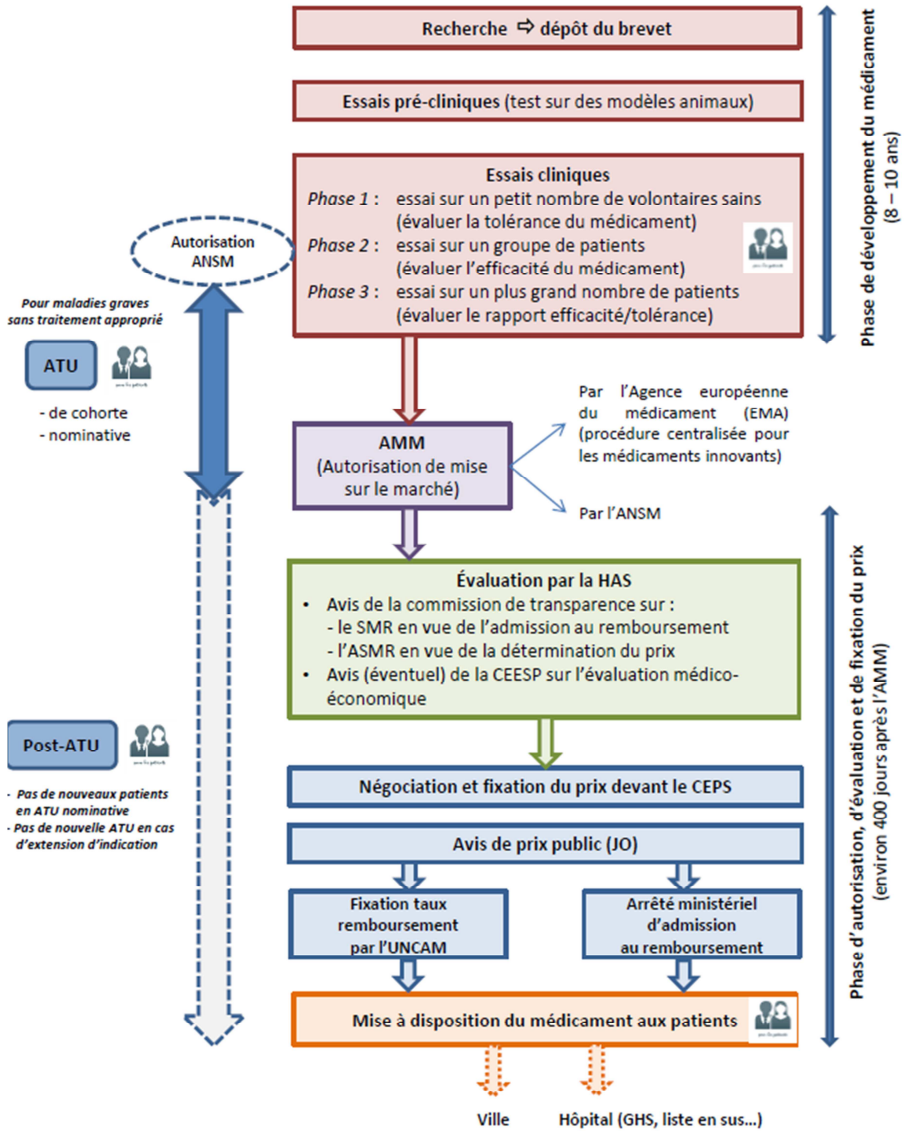 Recherche ⇨ dépôt du brevet
Essais pré-cliniques (test sur des modèles animaux)
Essais cliniques
Phase 1 : essai sur un petit nombre de volontaires sains
(évaluer la tolérance du médicament)
Phase 2 : essai sur un groupe de patients
(évaluer l’efficacité du médicament)
Phase 3 : essai sur un plus grand nombre de patients
(évaluer le rapport efficacité/tolérance)
Phase de développement du médicament
(8 – 10 ans)
Autorisation
ANSM
Pour maladies graves
sans traitement approprié
ATU
- de cohorte
- nominative
AMM
(Autorisation de mise
sur le marché)
Par l’Agence européenne
du médicament (EMA)
(procédure centralisée pour
les médicaments innovants)
Par l’ANSM
Évaluation par la HAS
• Avis de la commission de transparence sur :
- le SMR en vue de l’admission au remboursement
- l’ASMR en vue de la détermination du prix
• Avis (éventuel) de la CEESP sur l’évaluation médico-
économique
Post-ATU
- Pas de nouveaux patients
en ATU nominative
- Pas de nouvelle ATU en cas
d’extension d’indication
Négociation et fixation du prix devant le CEPS
Avis de prix public (JO)
Fixation taux
remboursement
par l’UNCAM
Arrêté ministériel
d’admission
au remboursement
Mise à disposition du médicament aux patients
Phase d’autorisation, d’évaluation et de fixation du prix
(environ 400 jours après l’AMM)
Ville
Hôpital (GHS, liste en sus…)